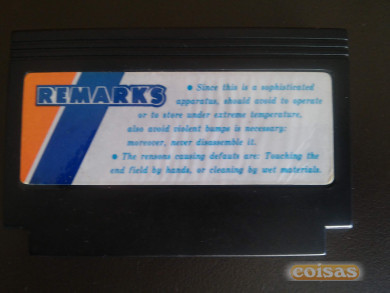 REMARKS
• Since this is a sophisticated
apparatus, should avoid to operate
or to store under extreme temperature,
also avoid violent bumps is necessary:
moreover, never disassemble it.
• The rensons causing defauts are: Touching the
end field by hands, or cleaning by wet materials.
coisas